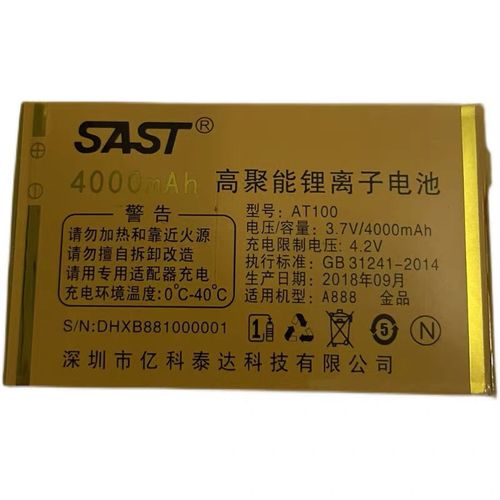 SAST®
4000mAh 高聚能锂离子电池
警告
请勿加热和靠近火源
请勿擅自拆卸改造
请用专用适配器充电
充电环境温度: 0℃-40℃
S/N:DHXB881000001
型号: AT100
电压/容量: 3.7V/4000mAh
充电限制电压: 4.2V
执行标准: GB 31241-2014
2018年09月
适用机型: A888 金品
1 5 N
深圳市亿科泰达科技有限公司